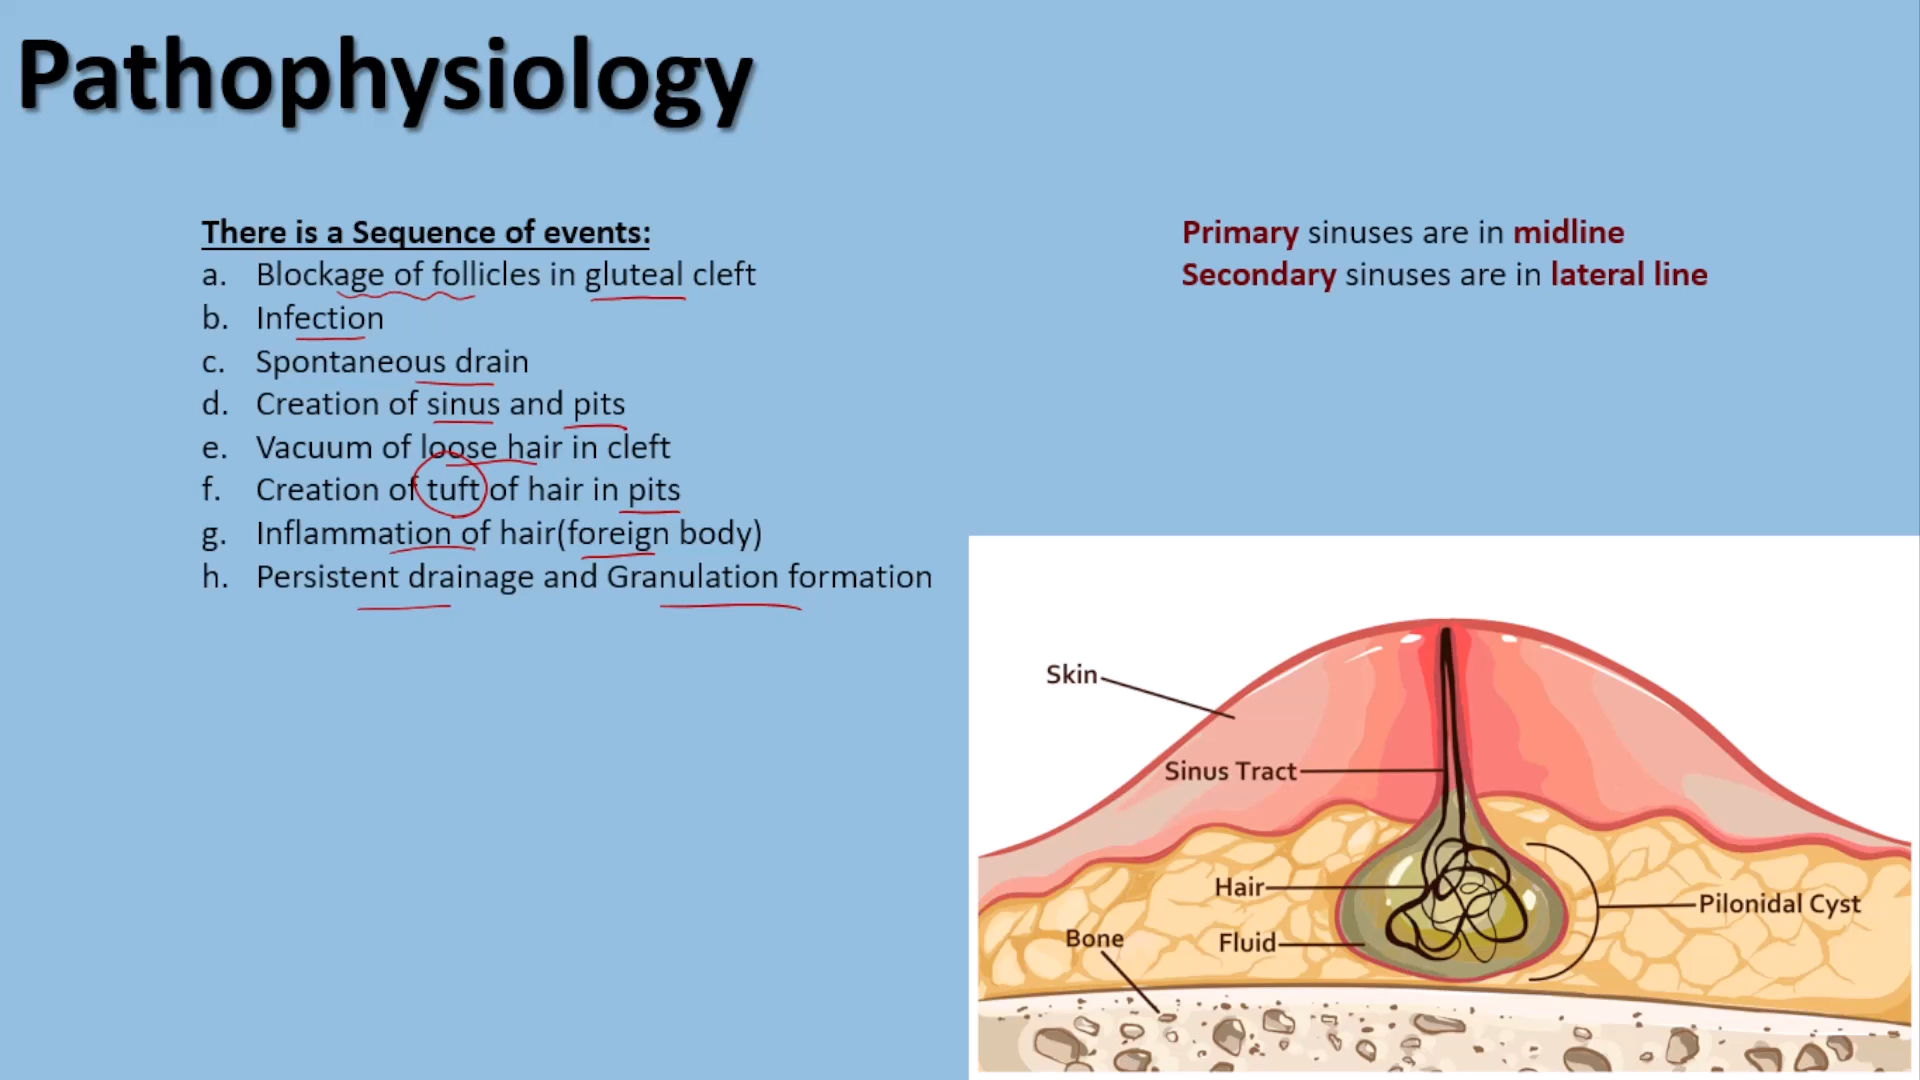 Pathophysiology
There is a Sequence of events:
a. Blockage of follicles in gluteal cleft
b. Infection
c. Spontaneous drain
d. Creation of sinus and pits
e. Vacuum of loose hair in cleft
f. Creation of tuft of hair in pits
g. Inflammation of hair(foreign body)
h. Persistent drainage and Granulation formation
Primary sinuses are in midline
Secondary sinuses are in lateral line
Skin
Sinus Tract
Hair
Pilonidal Cyst
Bone
Fluid